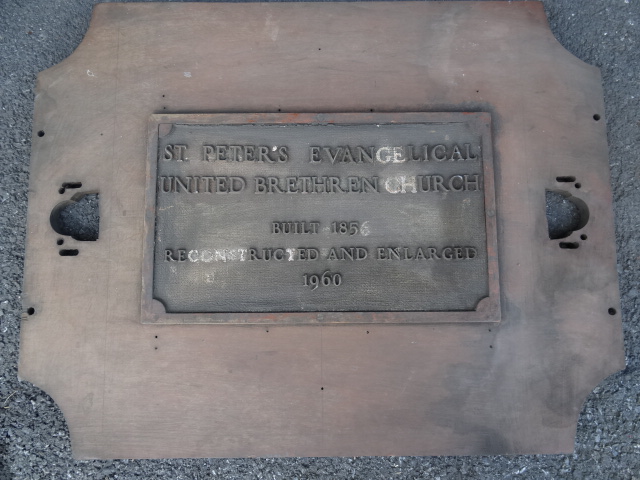 ST. PETER'S EVANGELICAL
UNITED BRETHREN CHURCH
BUILT 1856
RECONSTRUCTED AND ENLARGED
1960